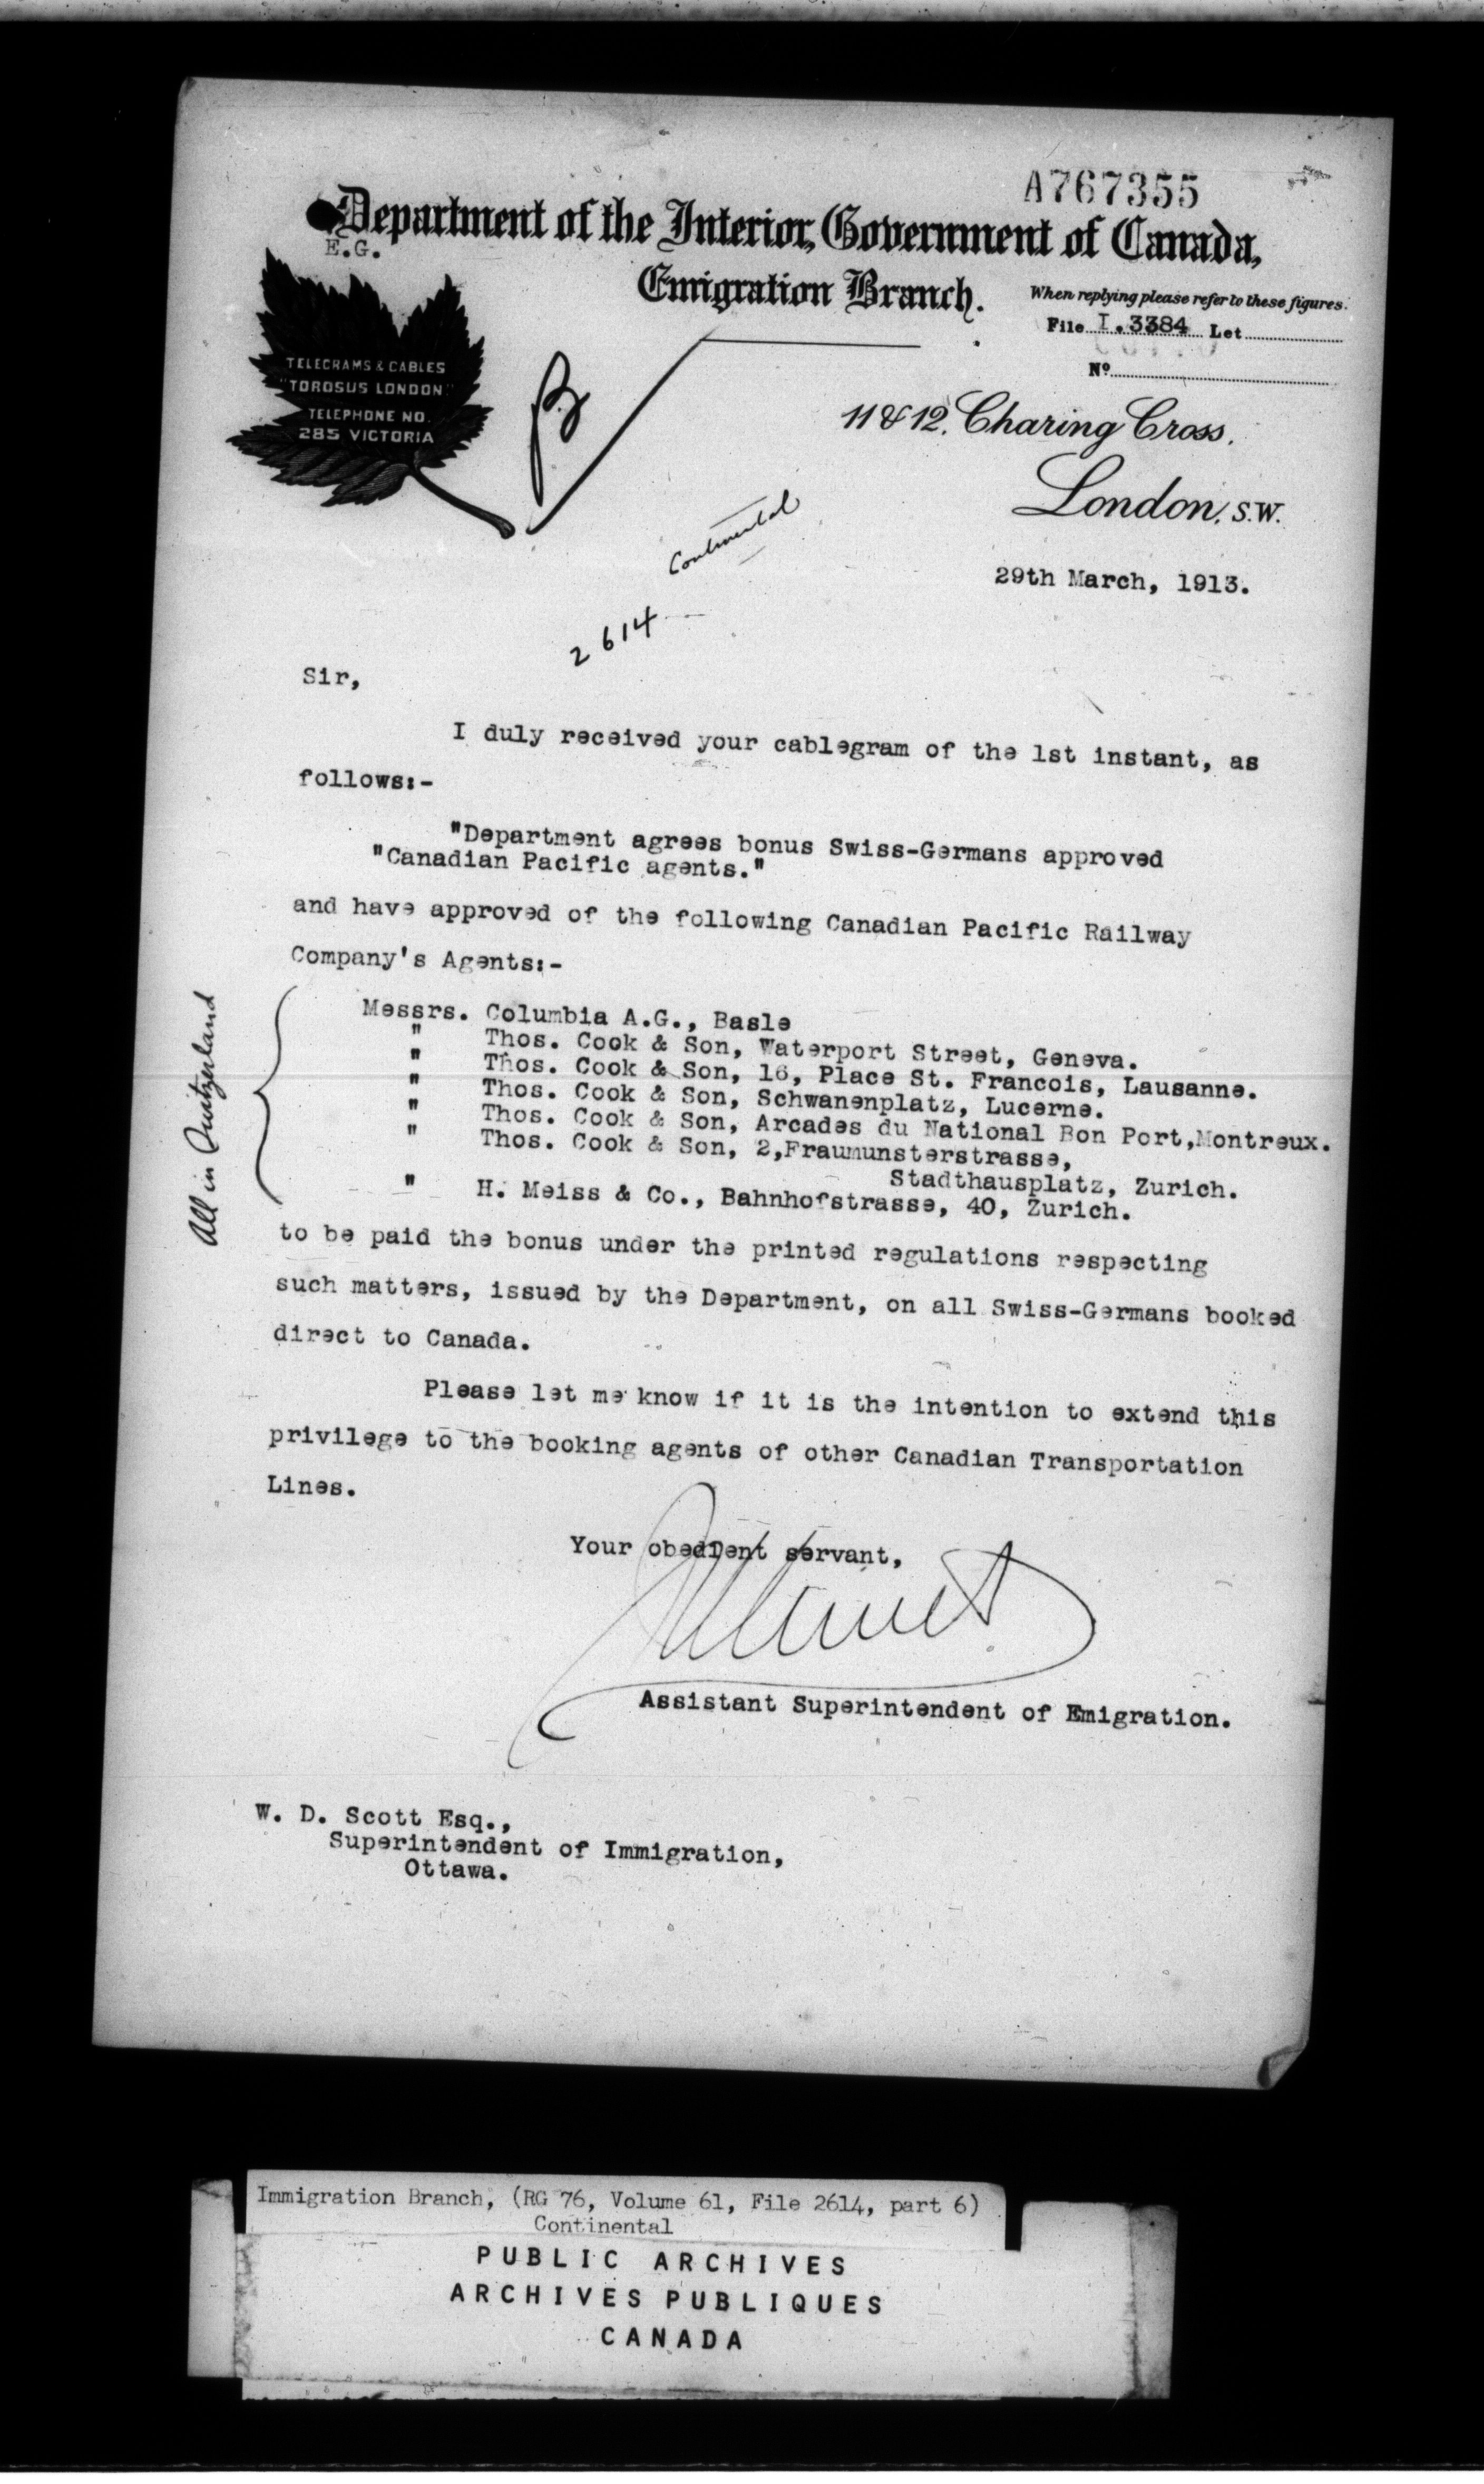 A767355
Department of the Interior, Government of Canada,
E.G.
Emigration Branch.
When replying please refer to these figures.
File I.3384 Let
No
TELEGRAMS & CABLES
"TOROSUS LONDON"
TELEPHONE NO.
285 VICTORIA
B
11 & 12, Charing Cross,
London, S.W.
Continental
2614
29th March, 1913.
Sir,
I duly received your cablegram of the 1st instant, as
follows:-
"Department agrees bonus Swiss-Germans approved
"Canadian Pacific agents."
and have approved of the following Canadian Pacific Railway
Company's Agents:-
All in Switzerland
Messrs. Columbia A.G., Basle
" Thos. Cook & Son, Waterport Street, Geneva.
" Thos. Cook & Son, 16, Place St. Francois, Lausanne.
" Thos. Cook & Son, Schwanenplatz, Lucerne.
" Thos. Cook & Son, Arcades du National Bon Port,Montreux.
" Thos. Cook & Son, 2,Fraumunsterstrasse,
Stadthausplatz, Zurich.
" H. Meiss & Co., Bahnhofstrasse, 40, Zurich.
to be paid the bonus under the printed regulations respecting
such matters, issued by the Department, on all Swiss-Germans booked
direct to Canada.
Please let me know if it is the intention to extend this
privilege to the booking agents of other Canadian Transportation
Lines.
Your obedient servant,
Assistant Superintendent of Emigration.
W. D. Scott Esq.,
Superintendent of Immigration,
Ottawa.
Immigration Branch, (RG 76, Volume 61, File 2614, part 6)
Continental
PUBLIC ARCHIVES
ARCHIVES PUBLIQUES
CANADA